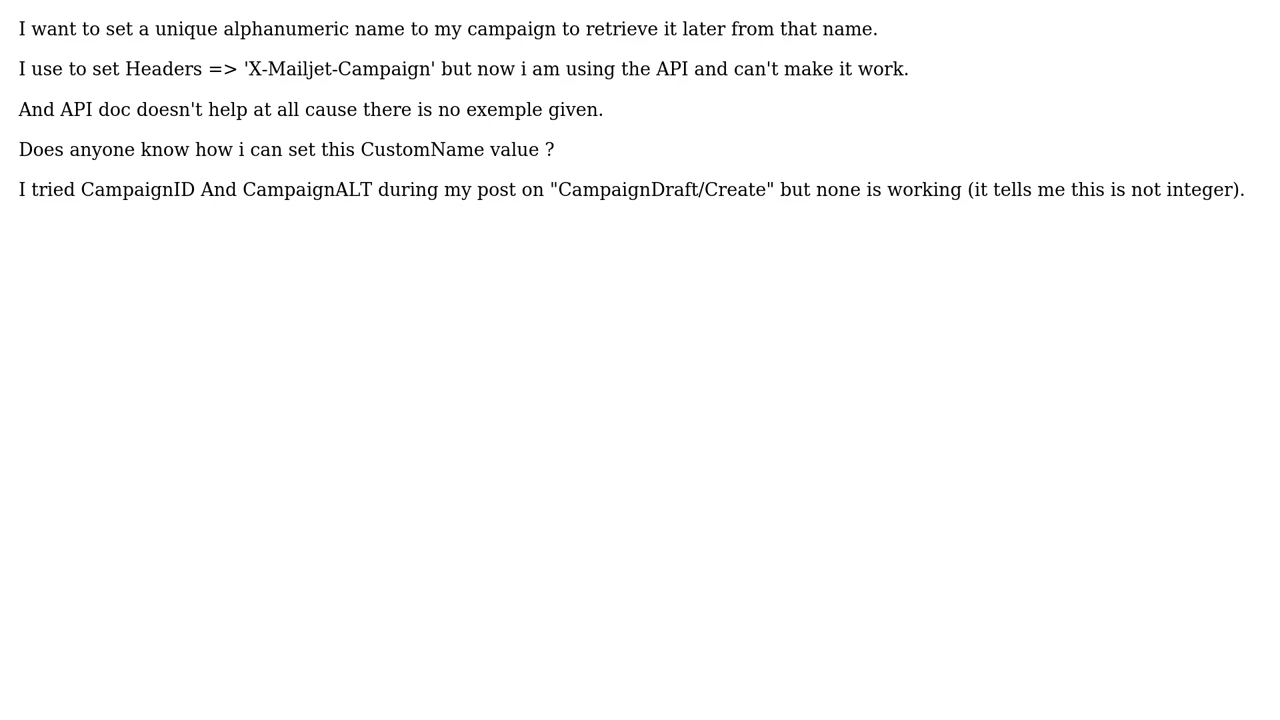 I want to set a unique alphanumeric name to my campaign to retrieve it later from that name.
I use to set Headers => 'X-Mailjet-Campaign' but now i am using the API and can't make it work.
And API doc doesn't help at all cause there is no exemple given.
Does anyone know how i can set this CustomName value ?
I tried CampaignID And CampaignALT during my post on "CampaignDraft/Create" but none is working (it tells me this is not integer).